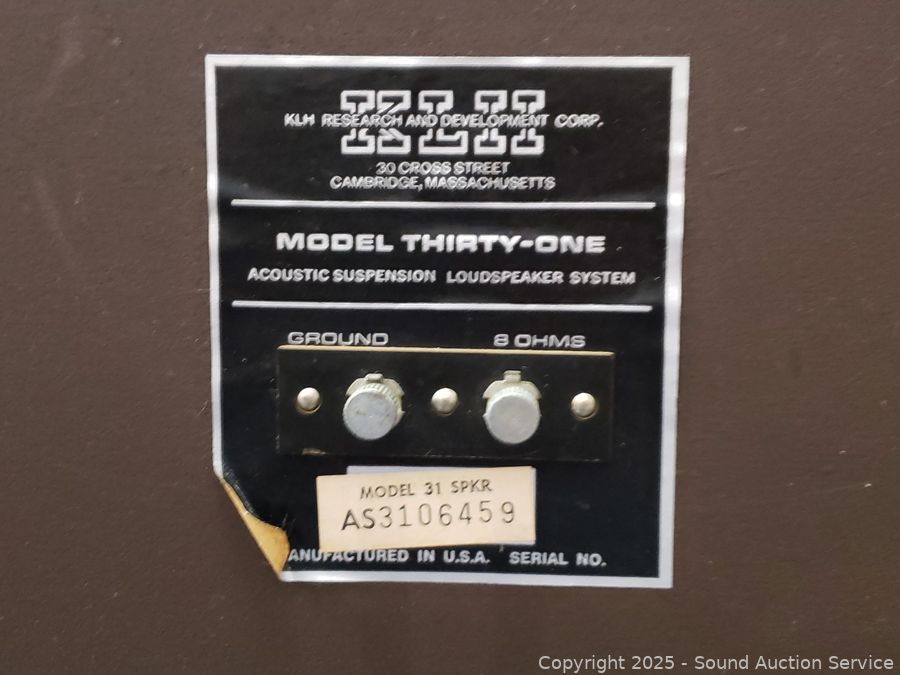 KLH
KLH RESEARCH AND DEVELOPMENT CORP.
30 CROSS STREET
CAMBRIDGE, MASSACHUSETTS
MODEL THIRTY-ONE
ACOUSTIC SUSPENSION LOUDSPEAKER SYSTEM
GROUND 8 OHMS
MODEL 31 SPKR
AS3106459
ANUFACTURED IN U.S.A. SERIAL NO.
Copyright © 2025 - Sound Auction Service